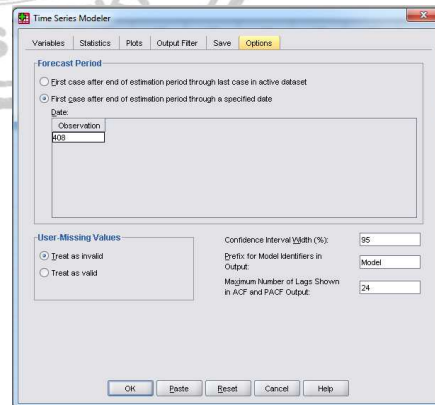 Time Series Modeler
Variables Statistics Plots Output Filter Save Options
Forecast Period
First case after end of estimation period through last case in active dataset
First case after end of estimation period through a specified date
Date:
Observation
408
User-Missing Values
Treat as invalid
Treat as valid
Confidence Interval Width (%):
95
Prefix for Model Identifiers in
Output:
Model
Maximum Number of Lags Shown
in ACF and PACF Output:
24
OK Paste Reset Cancel Help